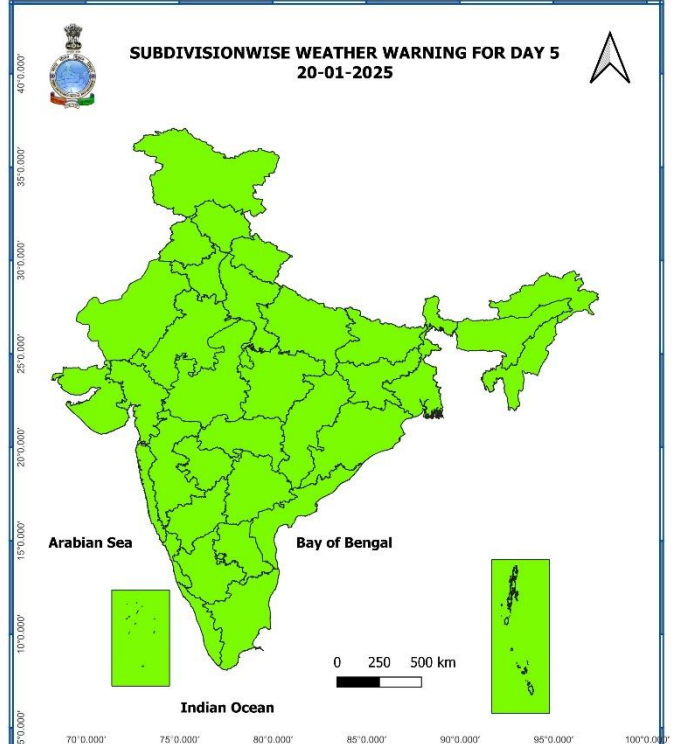 SUBDIVISIONWISE WEATHER WARNING FOR DAY 5
20-01-2025
40°0.000'
35°0.000'
30°0.000'
25°0.000'
20°0.000'
15°0.000'
10°0.000'
5°0.000'
Arabian Sea
Bay of Bengal
0 250 500 km
Indian Ocean
70°0.000' 75°0.000' 80°0.000' 85°0.000' 90°0.000' 95°0.000' 100°0.000'